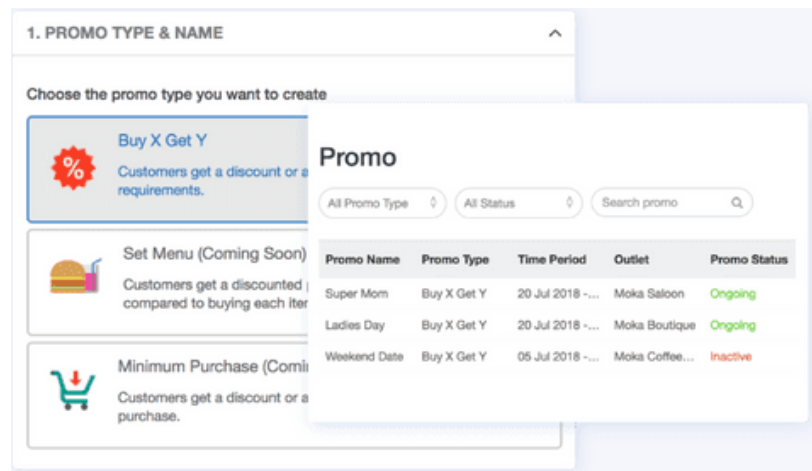 1. PROMO TYPE & NAME
Choose the promo type you want to create
Buy X Get Y
Customers get a discount or a
requirements.
Set Menu (Coming Soon)
Customers get a discounted
compared to buying each
Minimum Purchase
Customers get a discount or a
purchase.
Promo
All Promo Type
All Status
Search promo
Promo Name Promo Type Time Period Outlet Promo Status
Super Mom Buy X Get Y 20 Jul 2018 -... Moka Saloon Ongoing
Ladies Day Buy X Get Y 20 Jul 2018 -... Moka Boutique Ongoing
Weekend Date Buy X Get Y 05 Jul 2018 -... Moka Coffee... Inactive